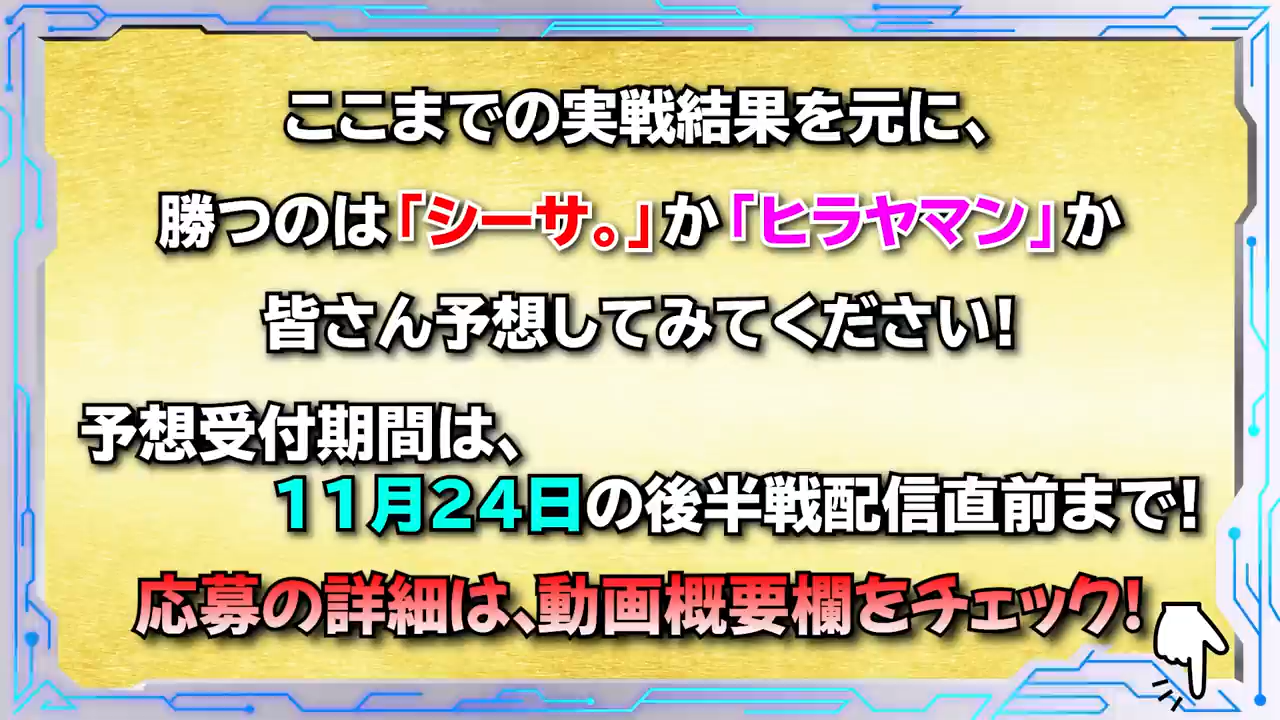 ここまでの実戦結果を元に、
勝つのは「シーサ。」か「ヒラヤマン」か
皆さん予想してみてください!
予想受付期間は、
11月24日の後半戦配信直前まで!
応募の詳細は、動画概要欄をチェック!